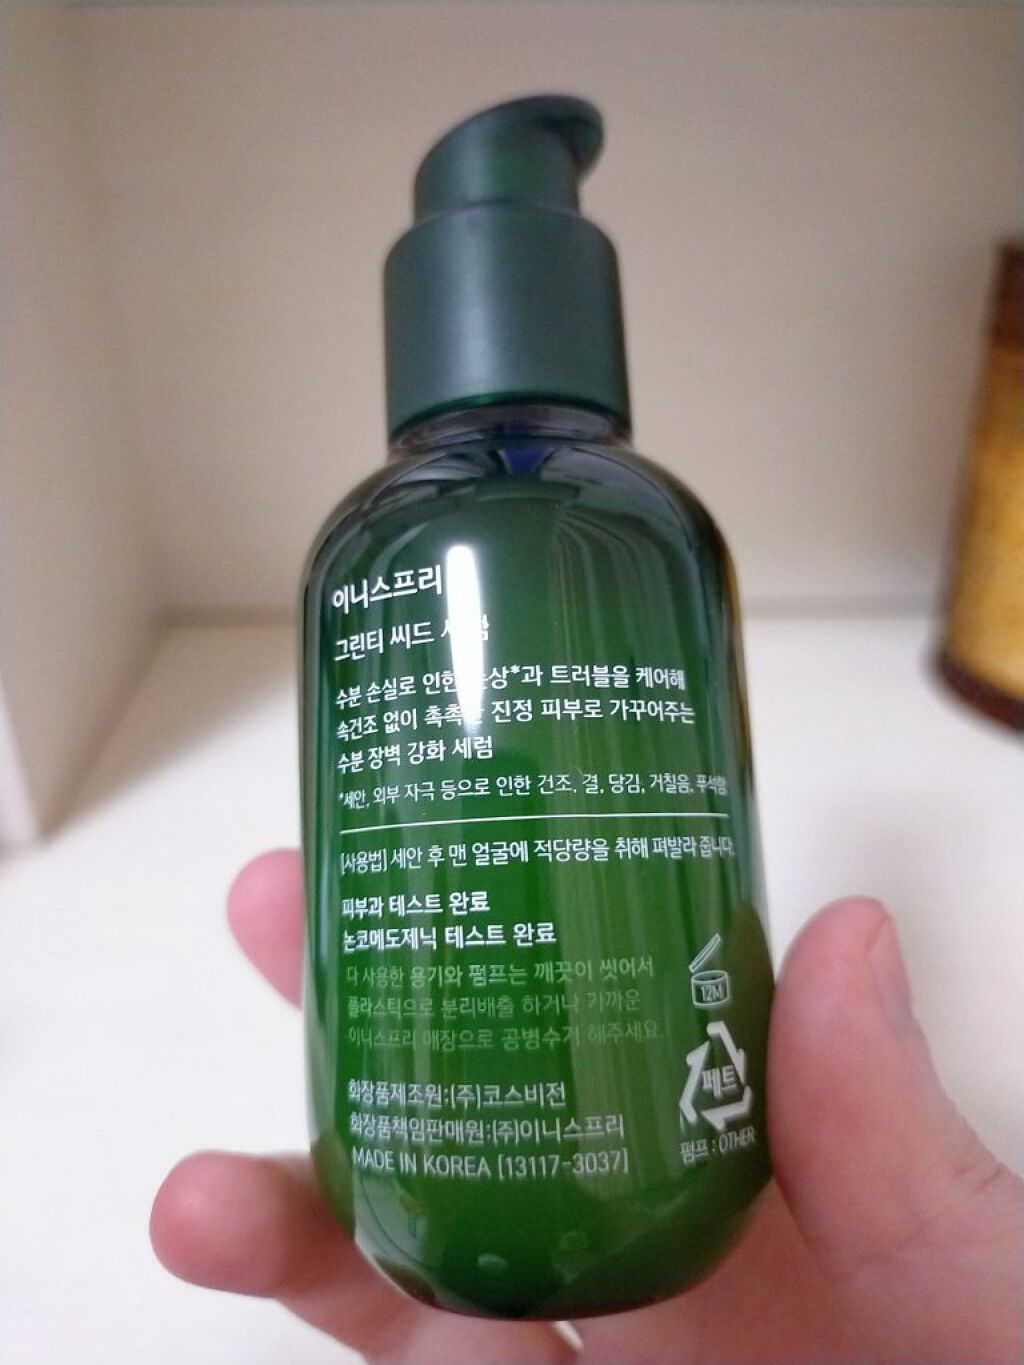 이니스프리
그린티 씨드
수분 손실로 인한 손상*과 트러블을 케어해
속건조 없이 촉촉한 진정 피부로 가꾸어주는
수분 장벽 강화 세럼
*세안, 외부 자극 등으로 인한 건조, 결, 당김, 거칠음, 푸석함
[사용법] 세안 후 맨 얼굴에 적당량을 취해 펴발라 줍니다.
피부과 테스트 완료
논코메도제닉 테스트 완료
다 사용한 용기와 펌프는 깨끗이 씻어서
플라스틱으로 분리배출 하거나 가까운
이니스프리 매장으로 공병수거 해주세요.
12M
페트
펌프 : OTHER
화장품제조원:(주)코스비전
화장품책임판매원:(주)이니스프리
MADE IN KOREA [13117-3037]